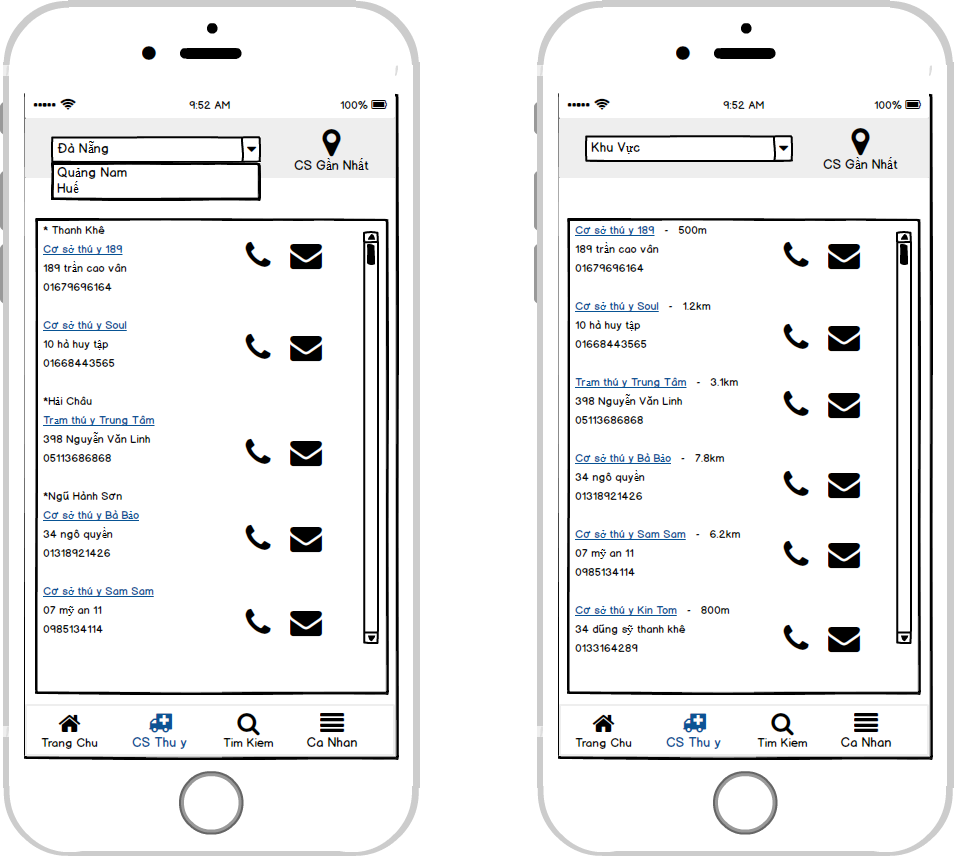 9:52 AM
100%
Đà Nẵng
Quảng Nam
Huế
CS Gần Nhất
* Thanh Khê
Cơ sở thú y 189
189 trần cao vân
01679696164
Cơ sở thú y Soul
10 hà huy tập
01668443565
*Hải Châu
Trạm thú y Trung Tâm
398 Nguyễn Văn Linh
05113686868
*Ngũ Hành Sơn
Cơ sở thú y Bà Bảo
34 ngô quyền
01318921426
Cơ sở thú y Sam Sam
07 mỹ an 11
0985134114
Trang Chu
CS Thu y
Tim Kiem
Ca Nhan
9:52 AM
100%
Khu Vực
CS Gần Nhất
Cơ sở thú y 189 - 500m
189 trần cao vân
01679696164
Cơ sở thú y Soul - 1.2km
10 hà huy tập
01668443565
Trạm thú y Trung Tâm - 3.1km
398 Nguyễn Văn Linh
05113686868
Cơ sở thú y Bà Bảo - 7.8km
34 ngô quyền
01318921426
Cơ sở thú y Sam Sam - 6.2km
07 mỹ an 11
0985134114
Cơ sở thú y Kin Tom - 800m
34 dũng sỹ thanh khê
0133164289
Trang Chu
CS Thu y
Tim Kiem
Ca Nhan